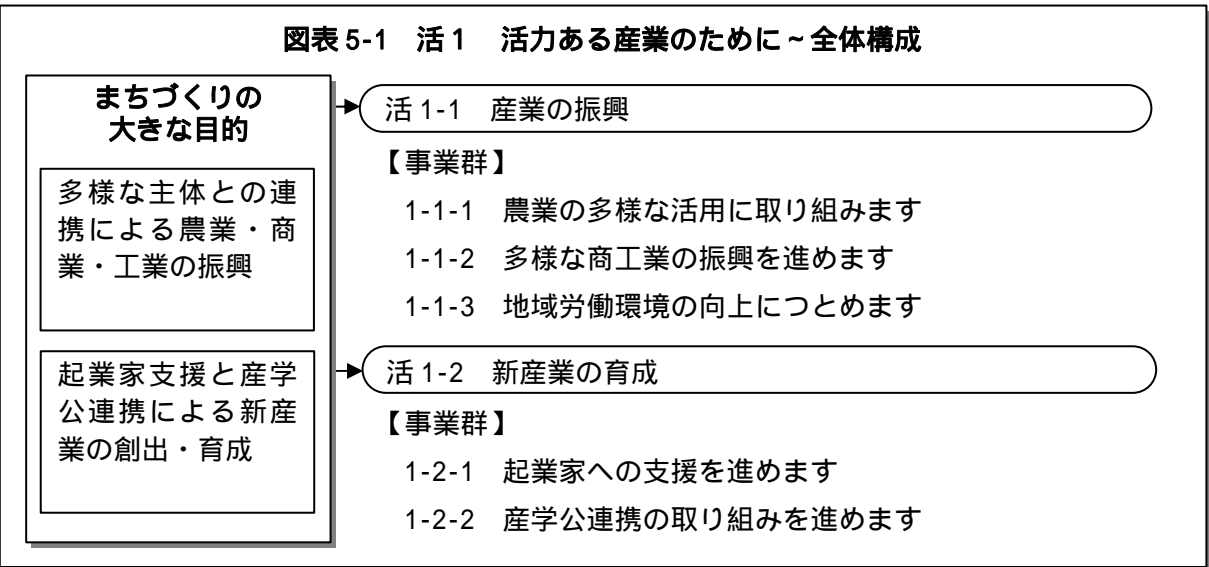 図表 5-1 活 1 活力ある産業のために～全体構成
まちづくりの
大きな目的
多様な主体との連
携による農業・商
業・工業の振興
起業家支援と産学
公連携による新産
業の創出・育成
活 1-1 産業の振興
【事業群】
1-1-1 農業の多様な活用に取り組みます
1-1-2 多様な商工業の振興を進めます
1-1-3 地域労働環境の向上につとめます
活 1-2 新産業の育成
【事業群】
1-2-1 起業家への支援を進めます
1-2-2 産学公連携の取り組みを進めます